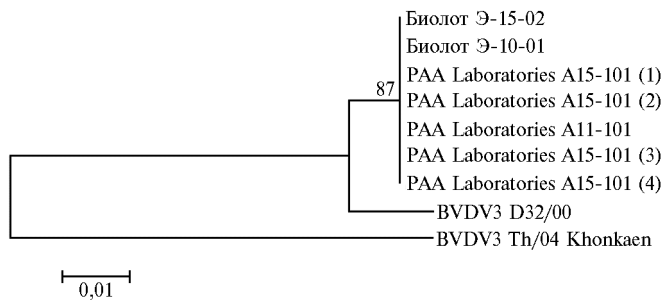 Биолот Э-15-02
Биолот Э-10-01
PAA Laboratories A15-101 (1)
87
PAA Laboratories A15-101 (2)
PAA Laboratories A11-101
PAA Laboratories A15-101 (3)
PAA Laboratories A15-101 (4)
BVDV3 D32/00
BVDV3 Th/04 Khonkaen
0,01